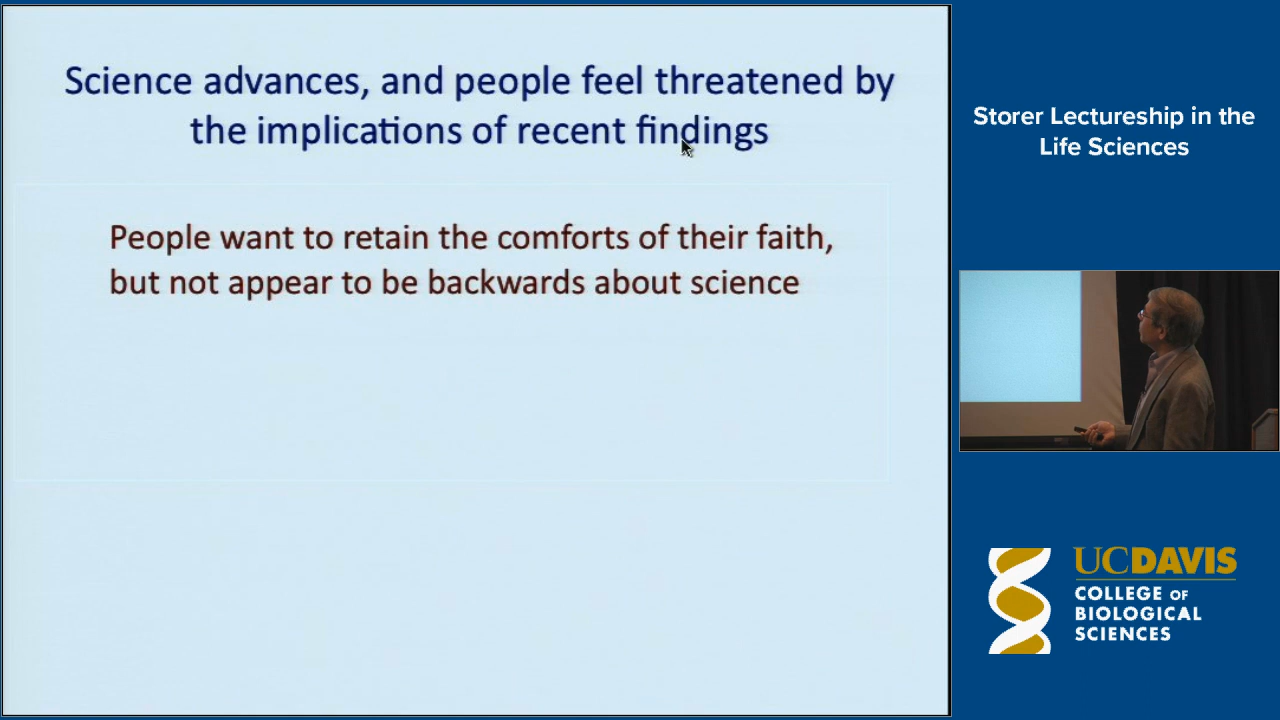 Science advances, and people feel threatened by
the implications of recent findings
People want to retain the comforts of their faith,
but not appear to be backwards about science
Storer Lectureship in the
Life Sciences
UCDAVIS
COLLEGE OF
BIOLOGICAL
SCIENCES